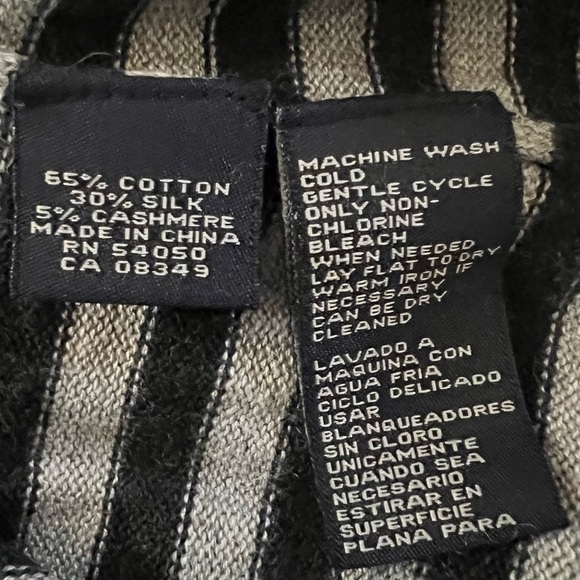 65% COTTON
30% SILK
5% CASHMERE
MADE IN CHINA
RN 54050
CA 08349
MACHINE WASH
COLD
GENTLE CYCLE
ONLY NON-
CHLORINE
BLEACH
WHEN NEEDED
LAY FLAT TO DRY
WARM IRON IF
NECESSARY
CAN BE DRY
CLEANED
LAVADO A
MAQUINA CON
AGUA FRIA
CICLO DELICADO
USAR
BLANQUEADORES
SIN CLORO
UNICAMENTE
CUANDO SEA
NECESARIO
ESTIRAR EN
SUPERFICIE
PLANA PARA